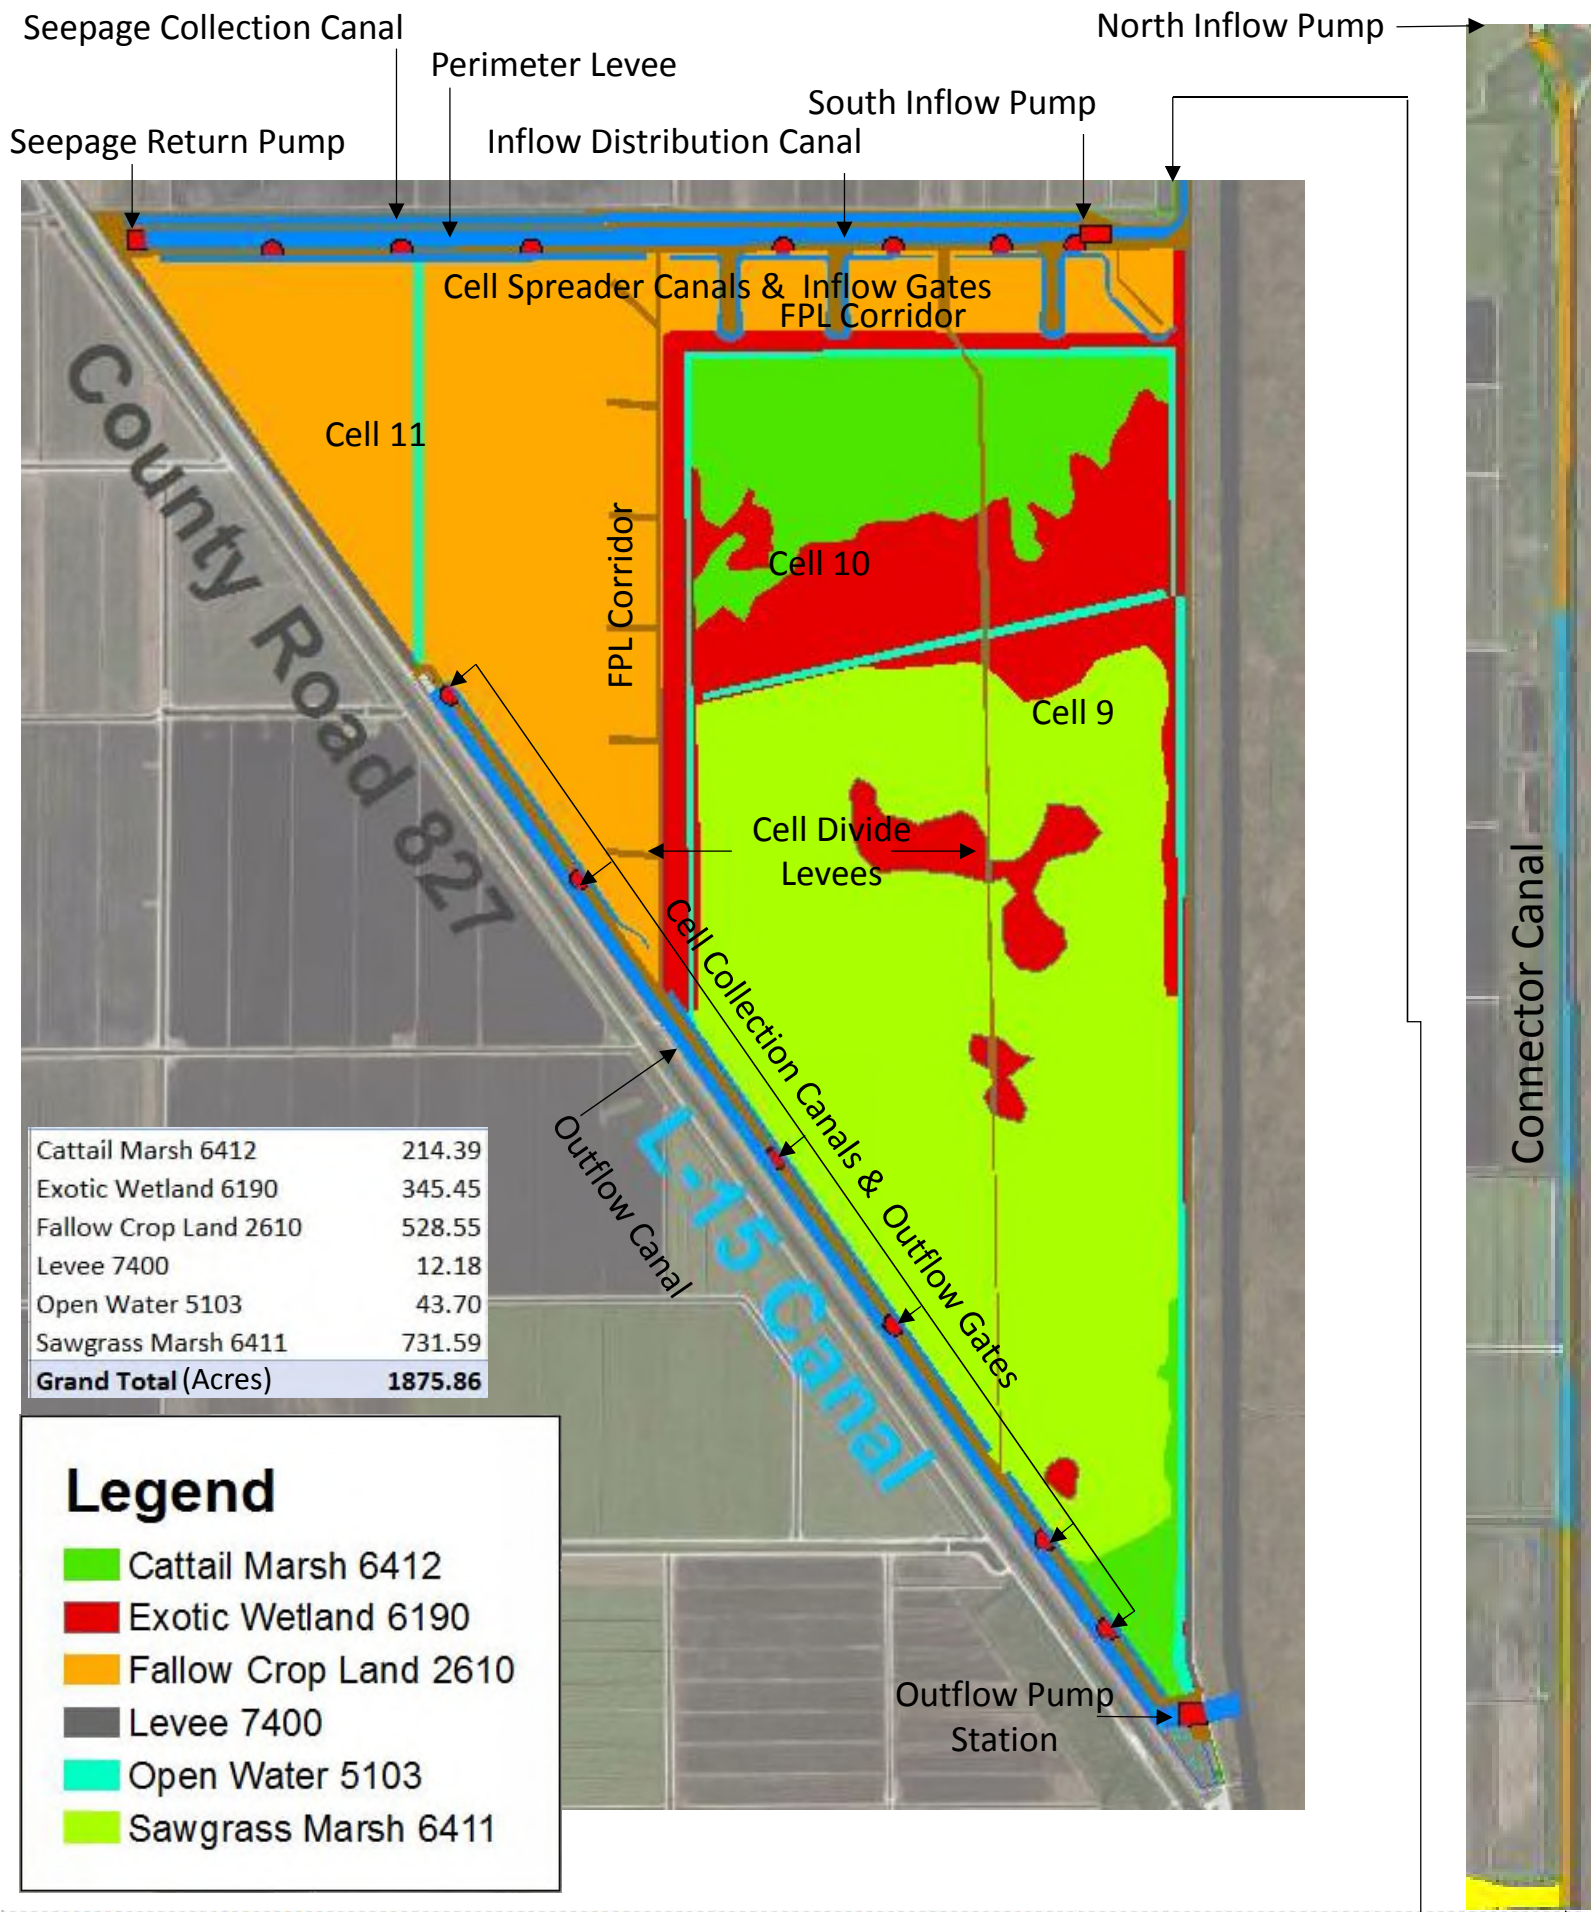 Seepage Collection Canal
North Inflow Pump
Perimeter Levee
South Inflow Pump
Seepage Return Pump
Inflow Distribution Canal
Cell Spreader Canals & Inflow Gates
FPL Corridor
County Road 827
Cell 11
FPL Corridor
Cell 10
Cell 9
Cell Divide
Levees
Cell Collection Canals & Outflow Gates
Connector Canal
Outflow Canal
L-15 Canal
Cattail Marsh 6412 214.39
Exotic Wetland 6190 345.45
Fallow Crop Land 2610 528.55
Levee 7400 12.18
Open Water 5103 43.70
Sawgrass Marsh 6411 731.59
Grand Total (Acres) 1875.86
Legend
Cattail Marsh 6412
Exotic Wetland 6190
Fallow Crop Land 2610
Levee 7400
Open Water 5103
Sawgrass Marsh 6411
Outflow Pump
Station